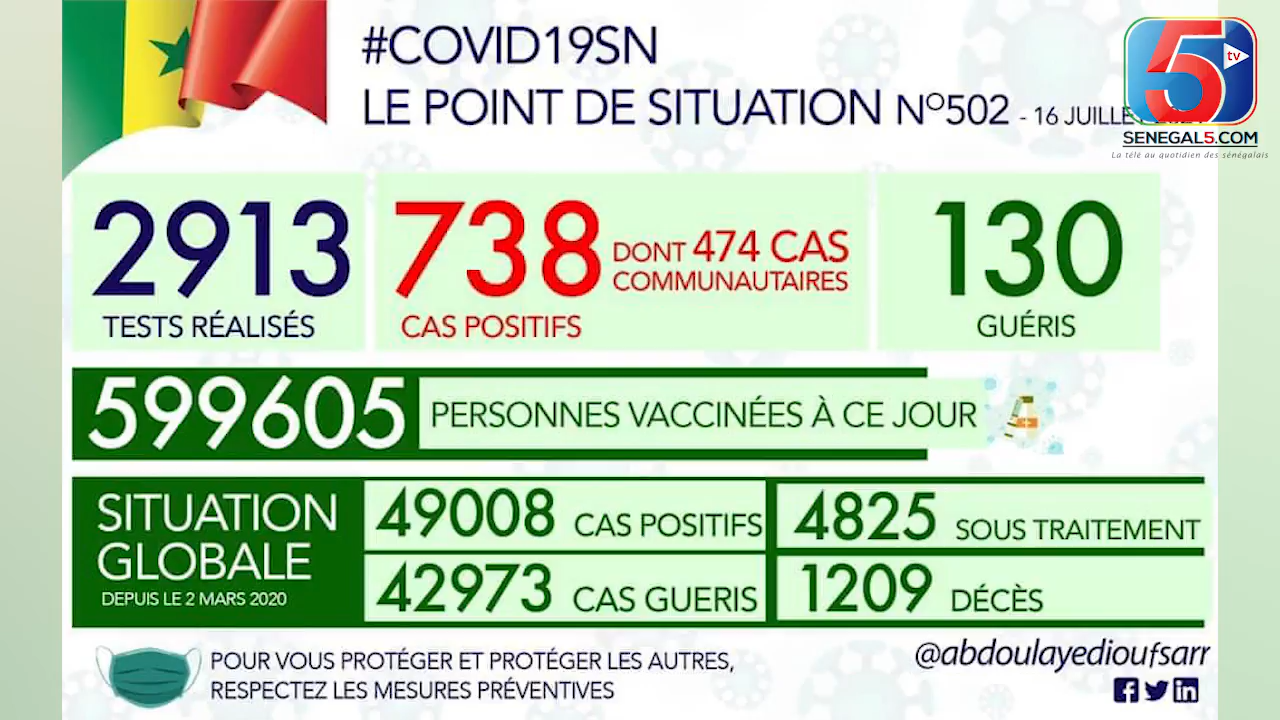 #COVID19SN
LE POINT DE SITUATION Nº502 - 16
5 tv
SENEGAL5.COM
La télé au quotidien des sénégalais
2913
TESTS RÉALISÉS
738
CAS POSITIFS
DONT 474 CAS
COMMUNAUTAIRES
130
GUÉRIS
599605 PERSONNES VACCINÉES À CE JOUR
SITUATION
GLOBALE
DEPUIS LE 2 MARS 2020
49008 CAS POSITIFS
4825 SOUS TRAITEMENT
42973 CAS GUERIS
1209 DÉCÈS
POUR VOUS PROTÉGER ET PROTÉGER LES AUTRES,
RESPECTEZ LES MESURES PRÉVENTIVES
@abdoulayedioufsarr